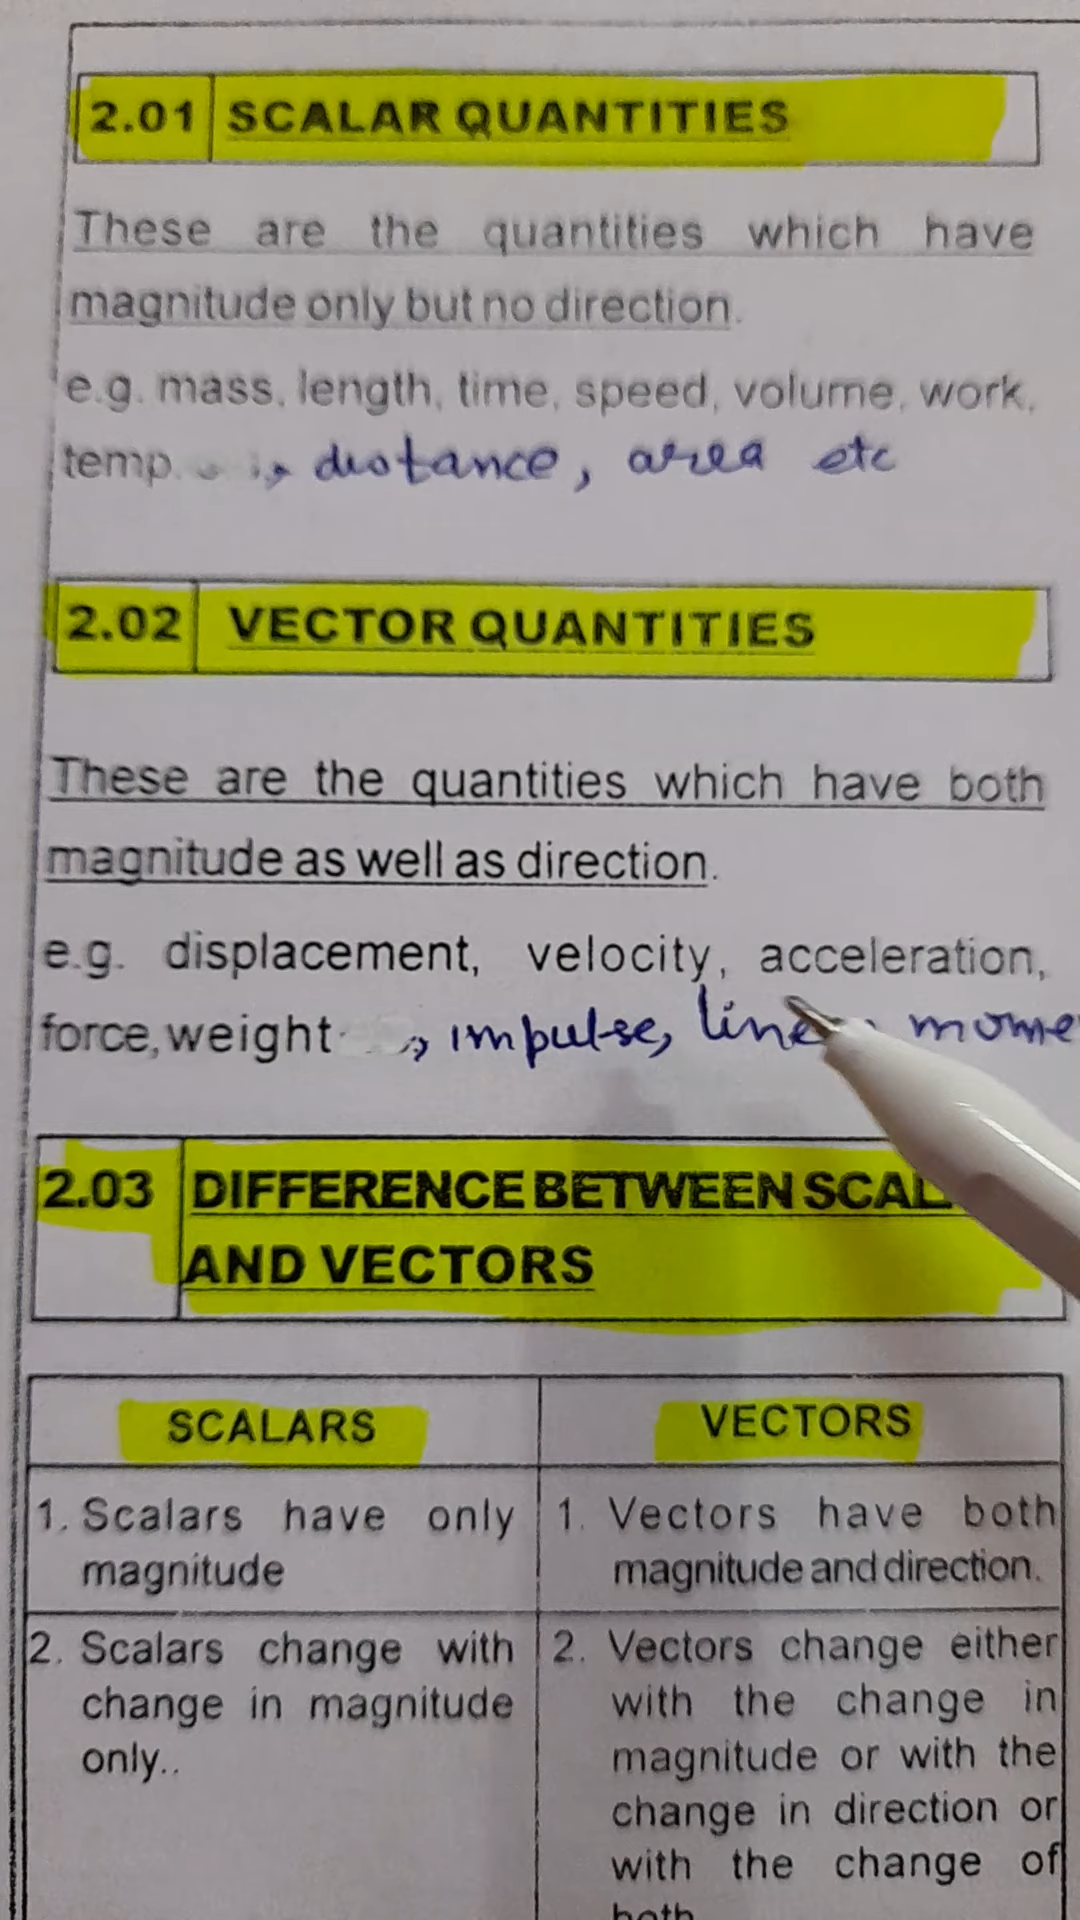 2.01 SCALAR QUANTITIES
These are the quantities which have
magnitude only but no direction.
e.g. mass, length, time, speed, volume, work,
temp. , distance, area etc
2.02 VECTOR QUANTITIES
These are the quantities which have both
magnitude as well as direction.
e.g. displacement, velocity, acceleration,
force, weight , impulse,
2.03 DIFFERENCE BETWEEN
AND VECTORS
SCALARS
VECTORS
1. Scalars have only
magnitude
1. Vectors have both
magnitude and direction.
2. Scalars change with
change in magnitude
only..
2. Vectors change either
with the change in
magnitude or with the
change in direction or
with the change of
both